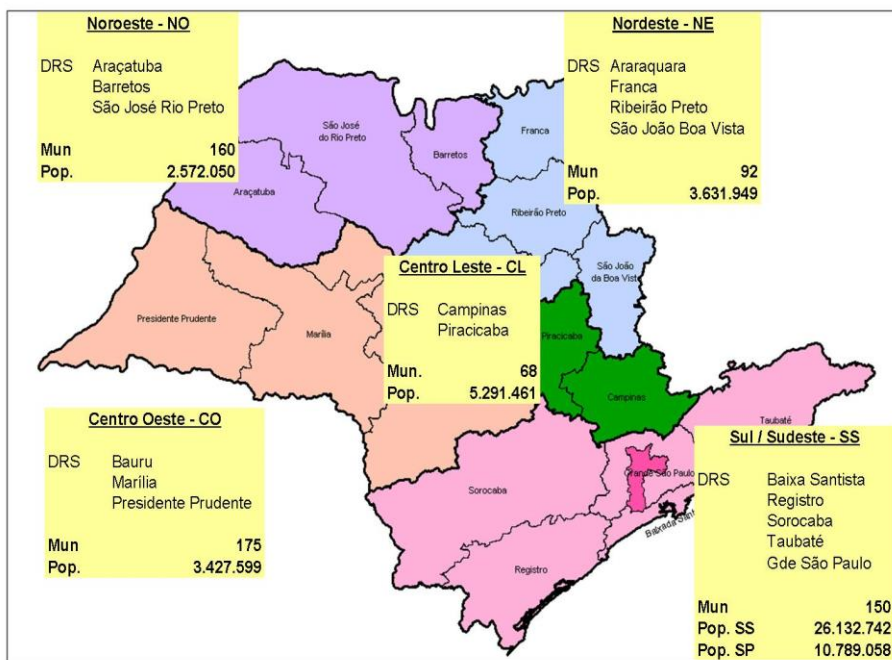 Noroeste - NO
DRS Araçatuba
Barretos
São José Rio Preto
Mun 160
Pop. 2.572.050
Nordeste - NE
DRS Araraquara
Franca
Ribeirão Preto
São João Boa Vista
Mun 92
Pop. 3.631.949
São José
do Rio Preto
Barretos
Franca
Araçatuba
Ribeirão Preto
São João
da Boa Vist
Centro Leste - CL
DRS Campinas
Piracicaba
Mun. 68
Pop. 5.291.461
Presidente Prudente
Marília
Piracicaba
Campinas
Taubaté
Centro Oeste - CO
DRS Bauru
Marília
Presidente Prudente
Mun 175
Pop. 3.427.599
Sorocaba
Grande São Paulo
Baixada Sant
Registro
Sul / Sudeste - SS
DRS Baixa Santista
Registro
Sorocaba
Taubaté
Gde São Paulo
Mun 150
Pop. SS 26.132.742
Pop. SP 10.789.058